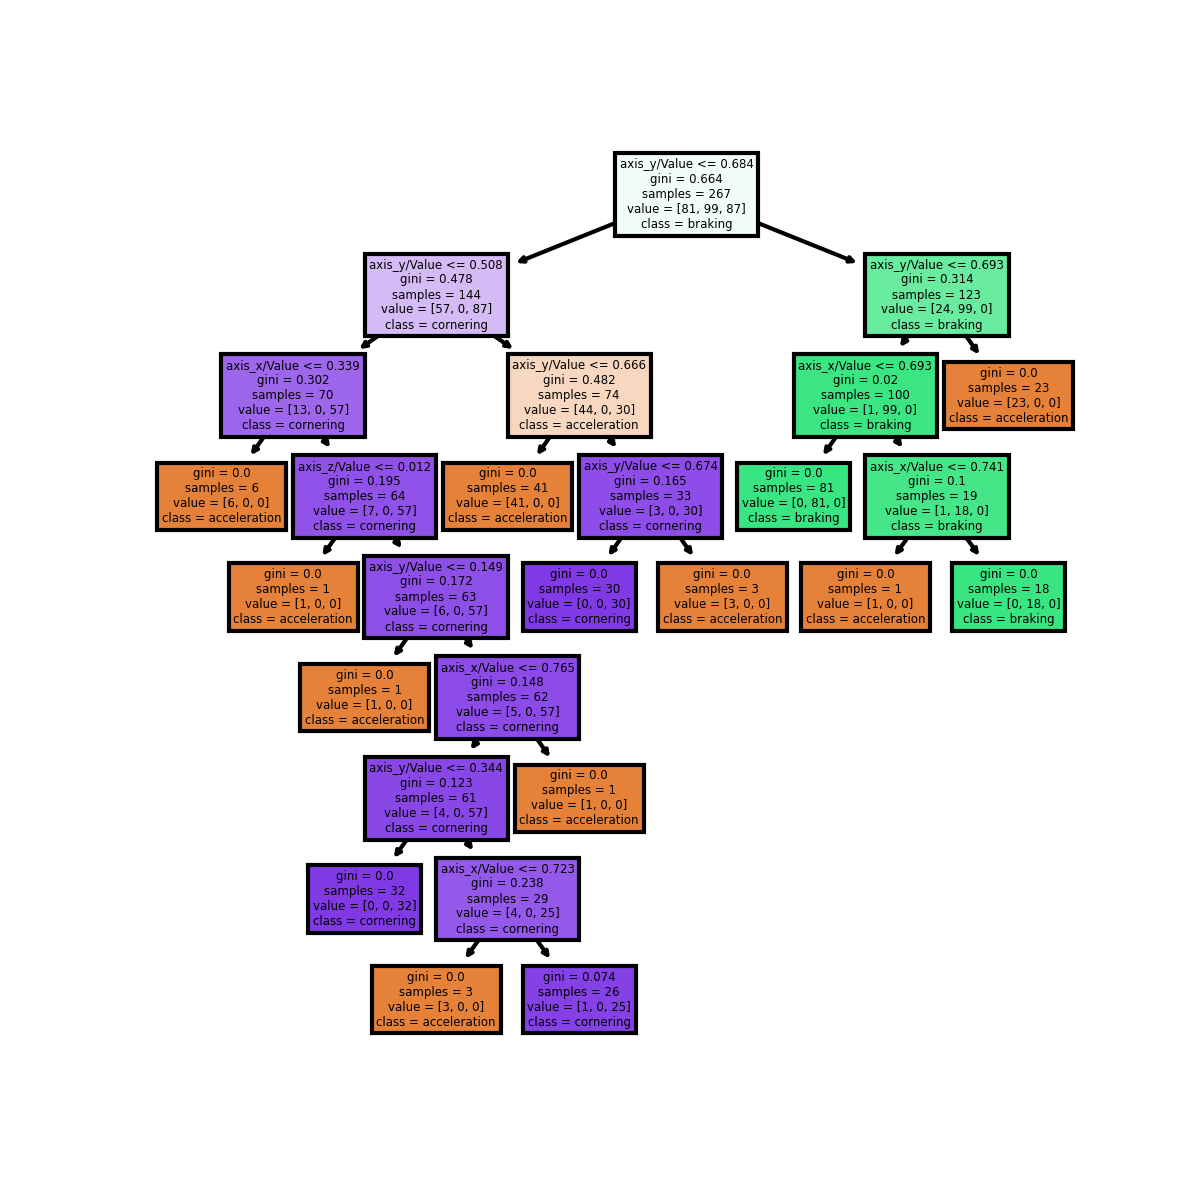 axis_y/Value <= 0.684
gini = 0.664
samples = 267
value = [81, 99, 87]
class = braking
axis_y/Value <= 0.508
gini = 0.478
samples = 144
value = [57, 0, 87]
class = cornering
axis_y/Value <= 0.693
gini = 0.314
samples = 123
value = [24, 99, 0]
class = braking
axis_x/Value <= 0.339
gini = 0.302
samples = 70
value = [13, 0, 57]
class = cornering
axis_y/Value <= 0.666
gini = 0.482
samples = 74
value = [44, 0, 30]
class = acceleration
axis_x/Value <= 0.693
gini = 0.02
samples = 100
value = [1, 99, 0]
class = braking
gini = 0.0
samples = 23
value = [23, 0, 0]
class = acceleration
gini = 0.0
samples = 6
value = [6, 0, 0]
class = acceleration
axis_z/Value <= 0.012
gini = 0.195
samples = 64
value = [7, 0, 57]
class = cornering
gini = 0.0
samples = 41
value = [41, 0, 0]
class = acceleration
axis_y/Value <= 0.674
gini = 0.165
samples = 33
value = [3, 0, 30]
class = cornering
gini = 0.0
samples = 81
value = [0, 81, 0]
class = braking
axis_x/Value <= 0.741
gini = 0.1
samples = 19
value = [1, 18, 0]
class = braking
gini = 0.0
samples = 1
value = [1, 0, 0]
class = acceleration
axis_y/Value <= 0.149
gini = 0.172
samples = 63
value = [6, 0, 57]
class = cornering
gini = 0.0
samples = 30
value = [0, 0, 30]
class = cornering
gini = 0.0
samples = 3
value = [3, 0, 0]
class = acceleration
gini = 0.0
samples = 1
value = [1, 0, 0]
class = acceleration
gini = 0.0
samples = 18
value = [0, 18, 0]
class = braking
gini = 0.0
samples = 1
value = [1, 0, 0]
class = acceleration
axis_x/Value <= 0.765
gini = 0.148
samples = 62
value = [5, 0, 57]
class = cornering
axis_y/Value <= 0.344
gini = 0.123
samples = 61
value = [4, 0, 57]
class = cornering
gini = 0.0
samples = 1
value = [1, 0, 0]
class = acceleration
gini = 0.0
samples = 32
value = [0, 0, 32]
class = cornering
axis_x/Value <= 0.723
gini = 0.238
samples = 29
value = [4, 0, 25]
class = cornering
gini = 0.0
samples = 3
value = [3, 0, 0]
class = acceleration
gini = 0.074
samples = 26
value = [1, 0, 25]
class = cornering